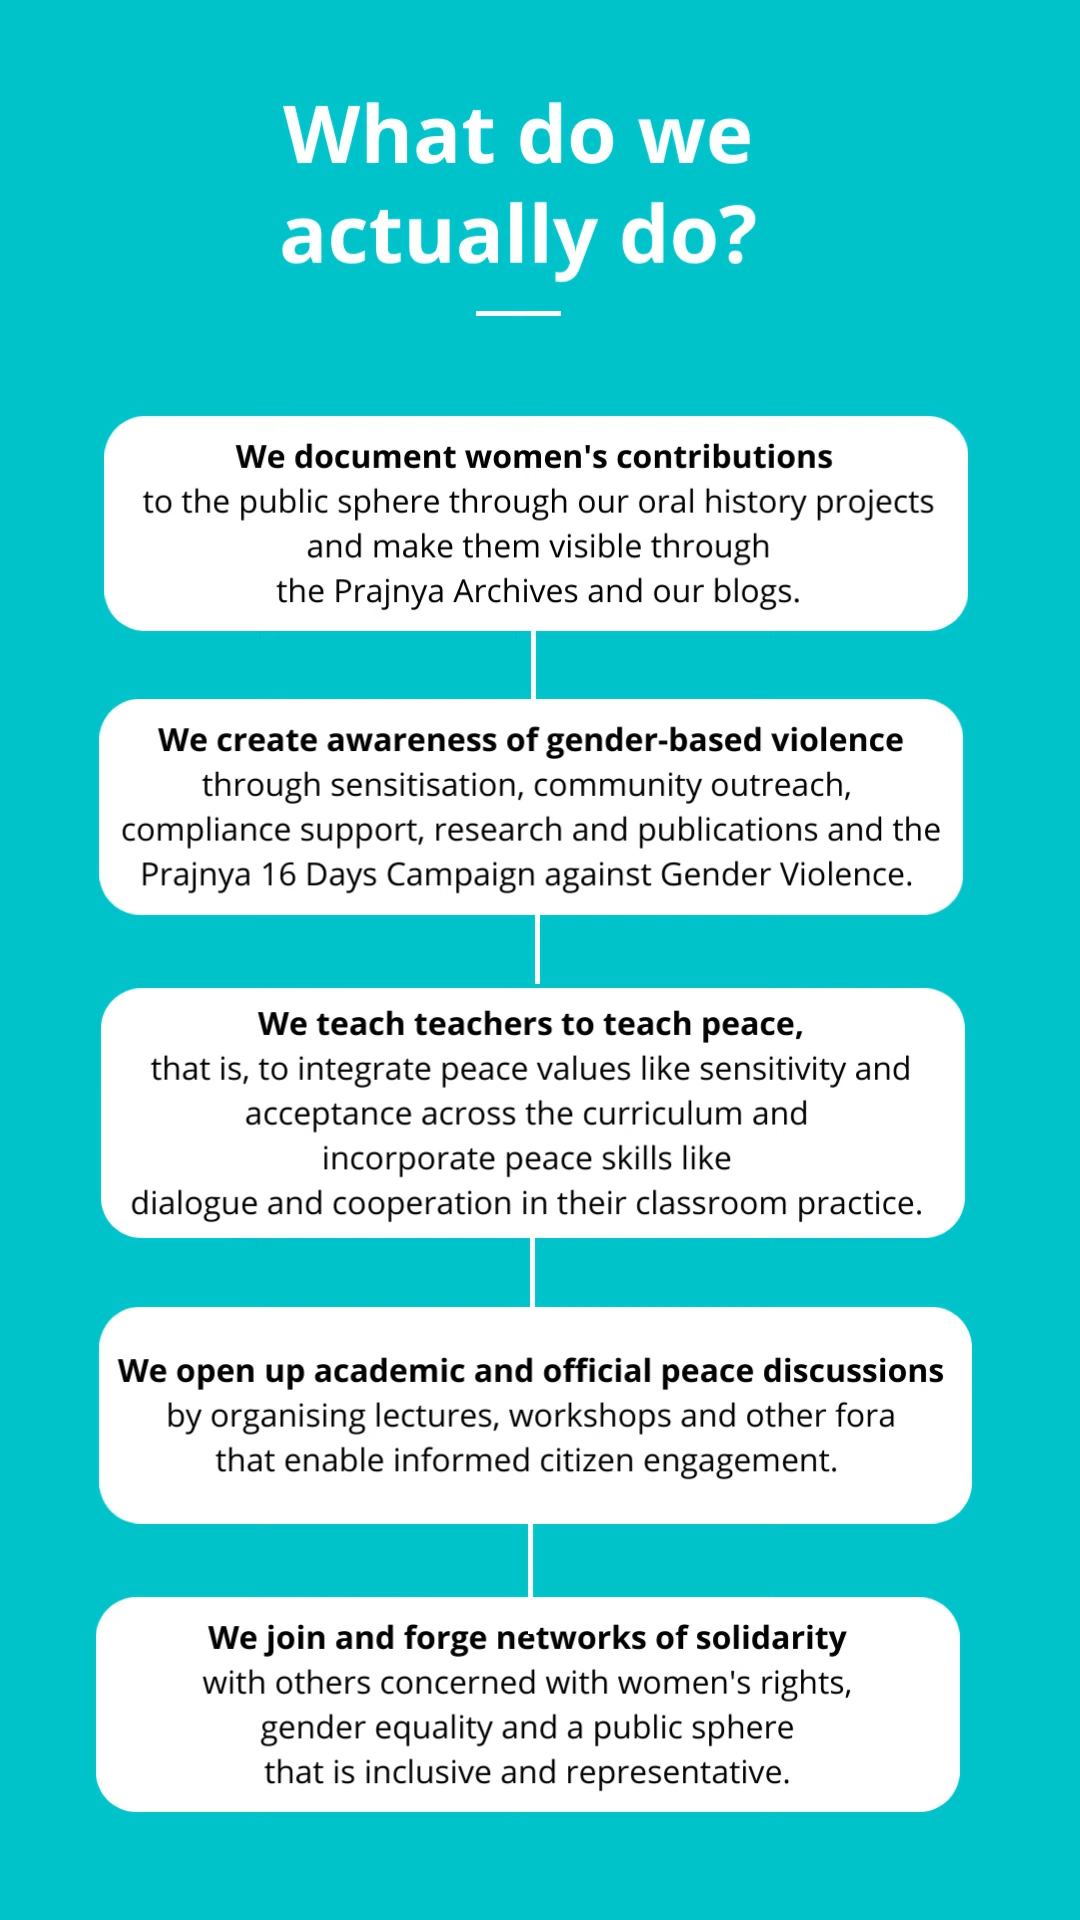 What do we
actually do?
We document women's contributions
to the public sphere through our oral history projects
and make them visible through
the Prajnya Archives and our blogs.
We create awareness of gender-based violence
through sensitisation, community outreach,
compliance support, research and publications and the
Prajnya 16 Days Campaign against Gender Violence.
We teach teachers to teach peace,
that is, to integrate peace values like sensitivity and
acceptance across the curriculum and
incorporate peace skills like
dialogue and cooperation in their classroom practice.
We open up academic and official peace discussions
by organising lectures, workshops and other fora
that enable informed citizen engagement.
We join and forge networks of solidarity
with others concerned with women's rights,
gender equality and a public sphere
that is inclusive and representative.